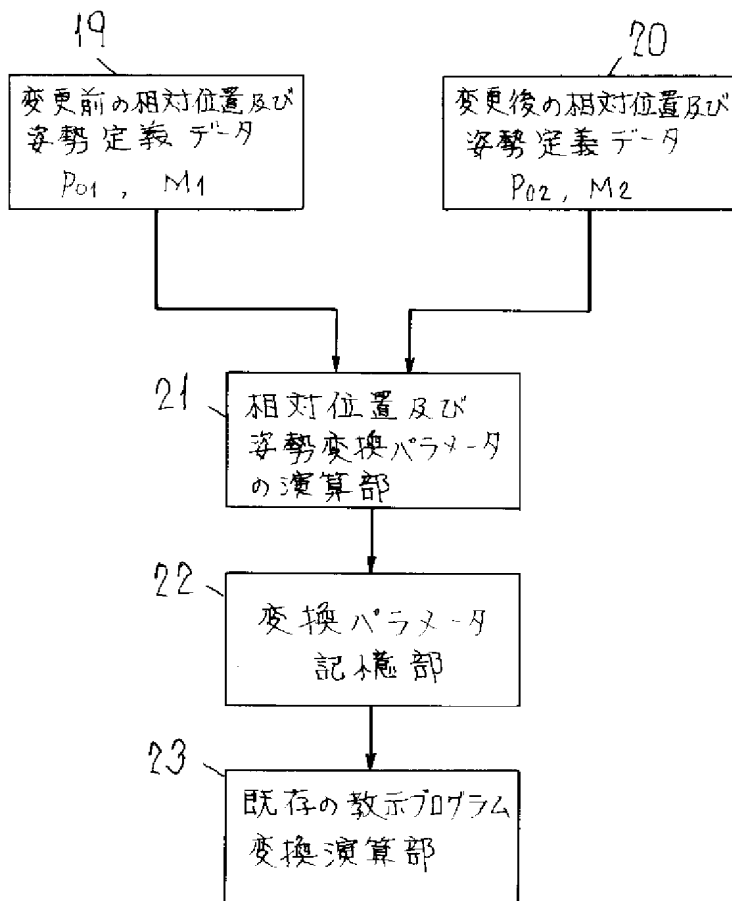 19
変更前の相対位置及び
姿勢定義データ
P01, M1
20
変更後の相対位置及び
姿勢定義データ
P02, M2
21
相対位置及び
姿勢変換パラメータ
の演算部
22
変換パラメータ
記憶部
23
既存の教示プログラム
変換演算部